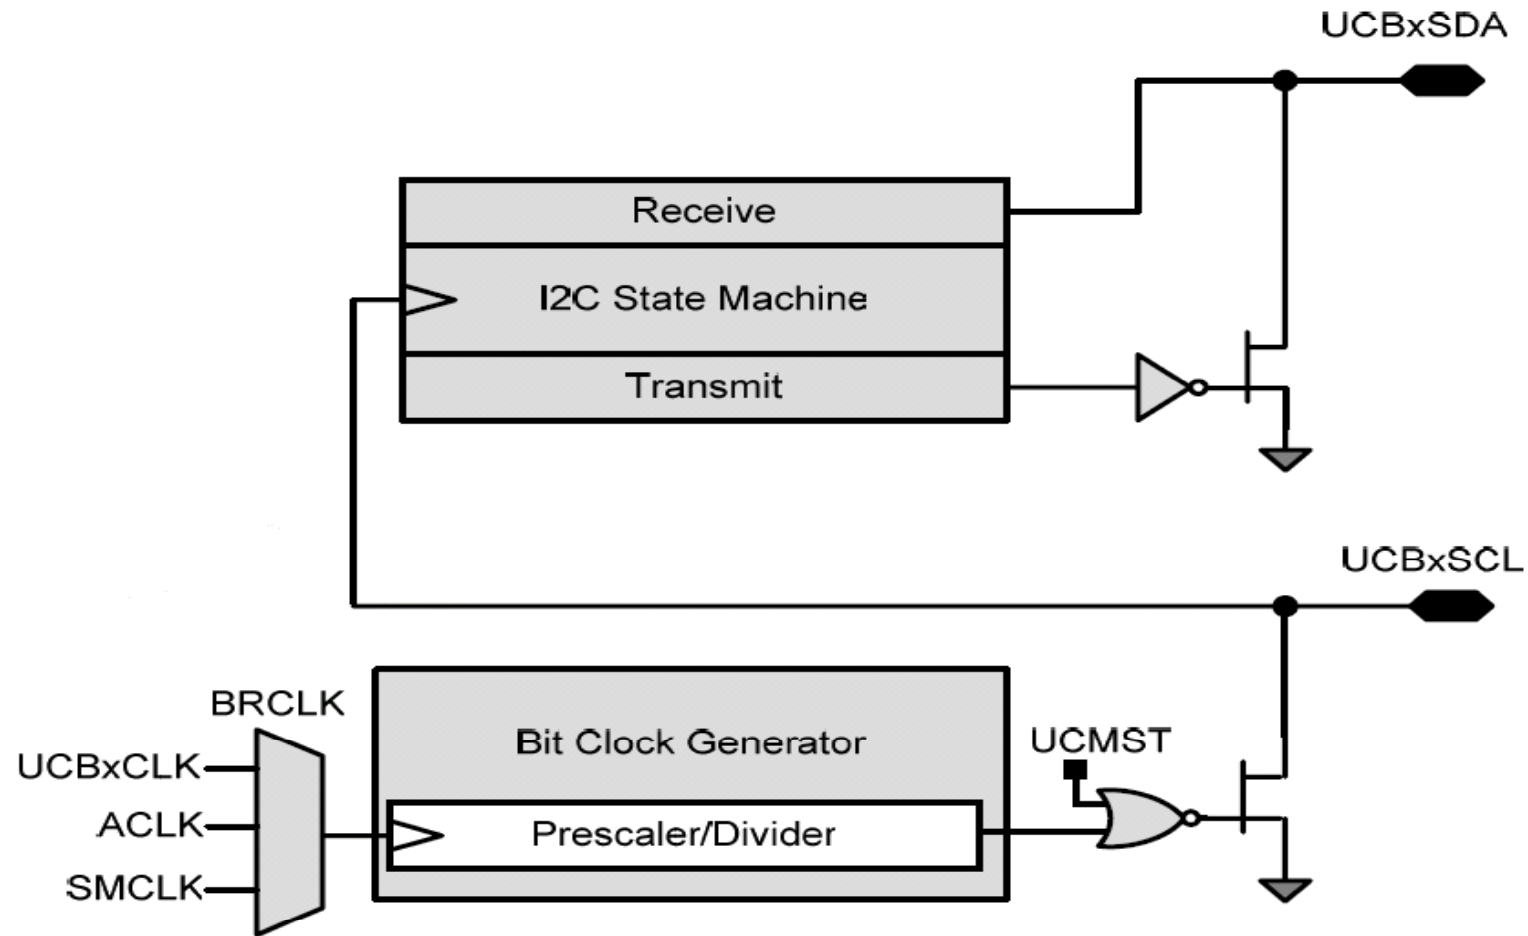 UCBxSDA
Receive
I2C State Machine
Transmit
UCBxSCL
BRCLK
Bit Clock Generator
UCMST
UCBxCLK
ACLK
Prescaler/Divider
SMCLK